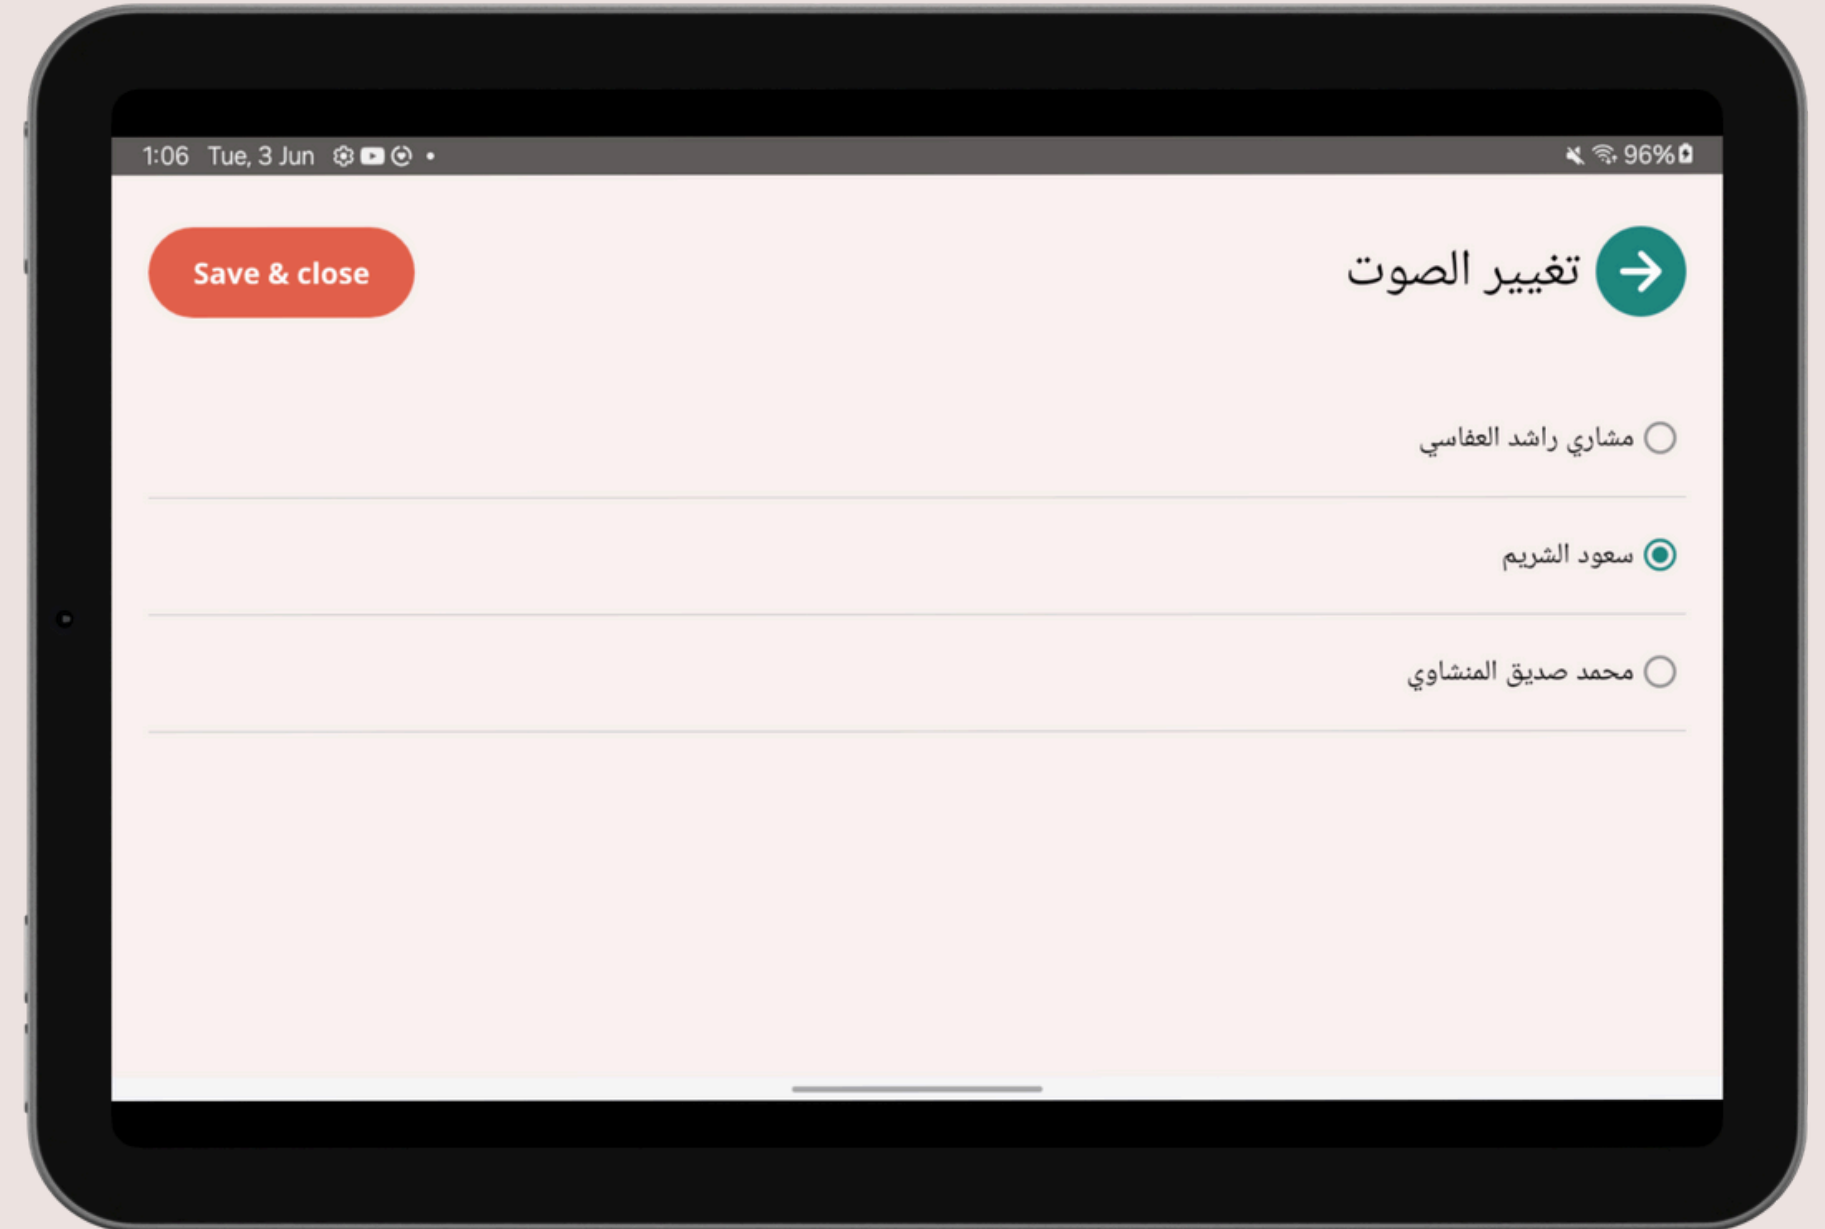 1:06 Tue, 3 Jun 96%
تغيير الصوت
Save & close
مشاري راشد العفاسي
سعود الشريم
محمد صديق المنشاوي